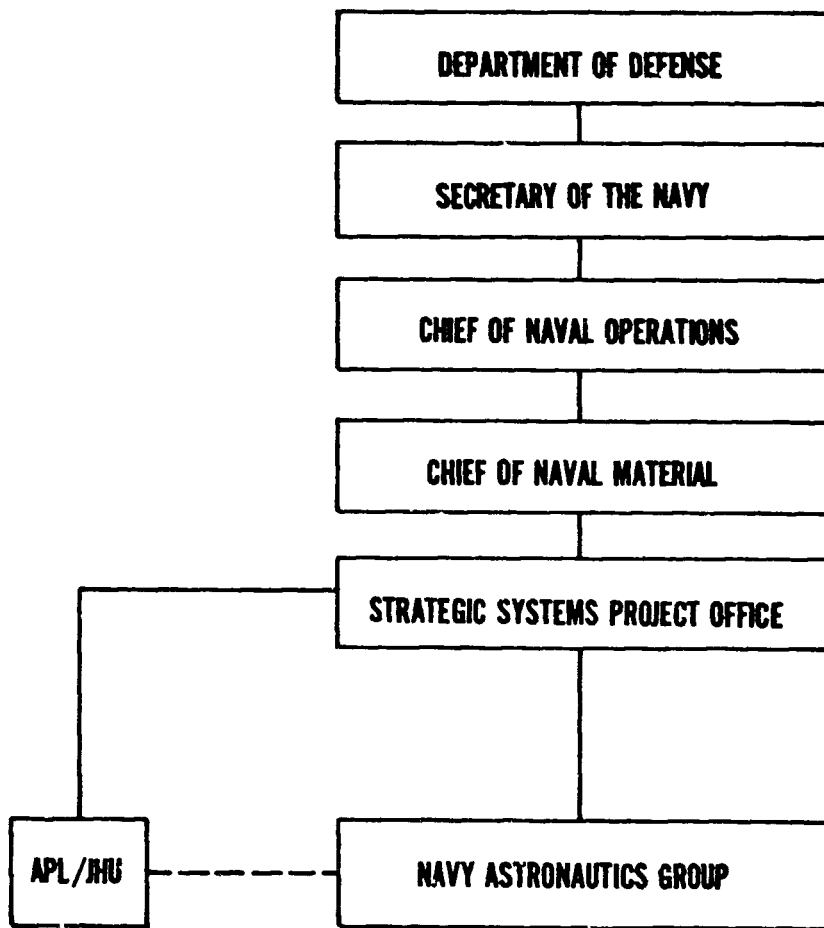 DEPARTMENT OF DEFENSE
SECRETARY OF THE NAVY
CHIEF OF NAVAL OPERATIONS
CHIEF OF NAVAL MATERIAL
STRATEGIC SYSTEMS PROJECT OFFICE
APL/JHU
NAVY ASTRONAUTICS GROUP